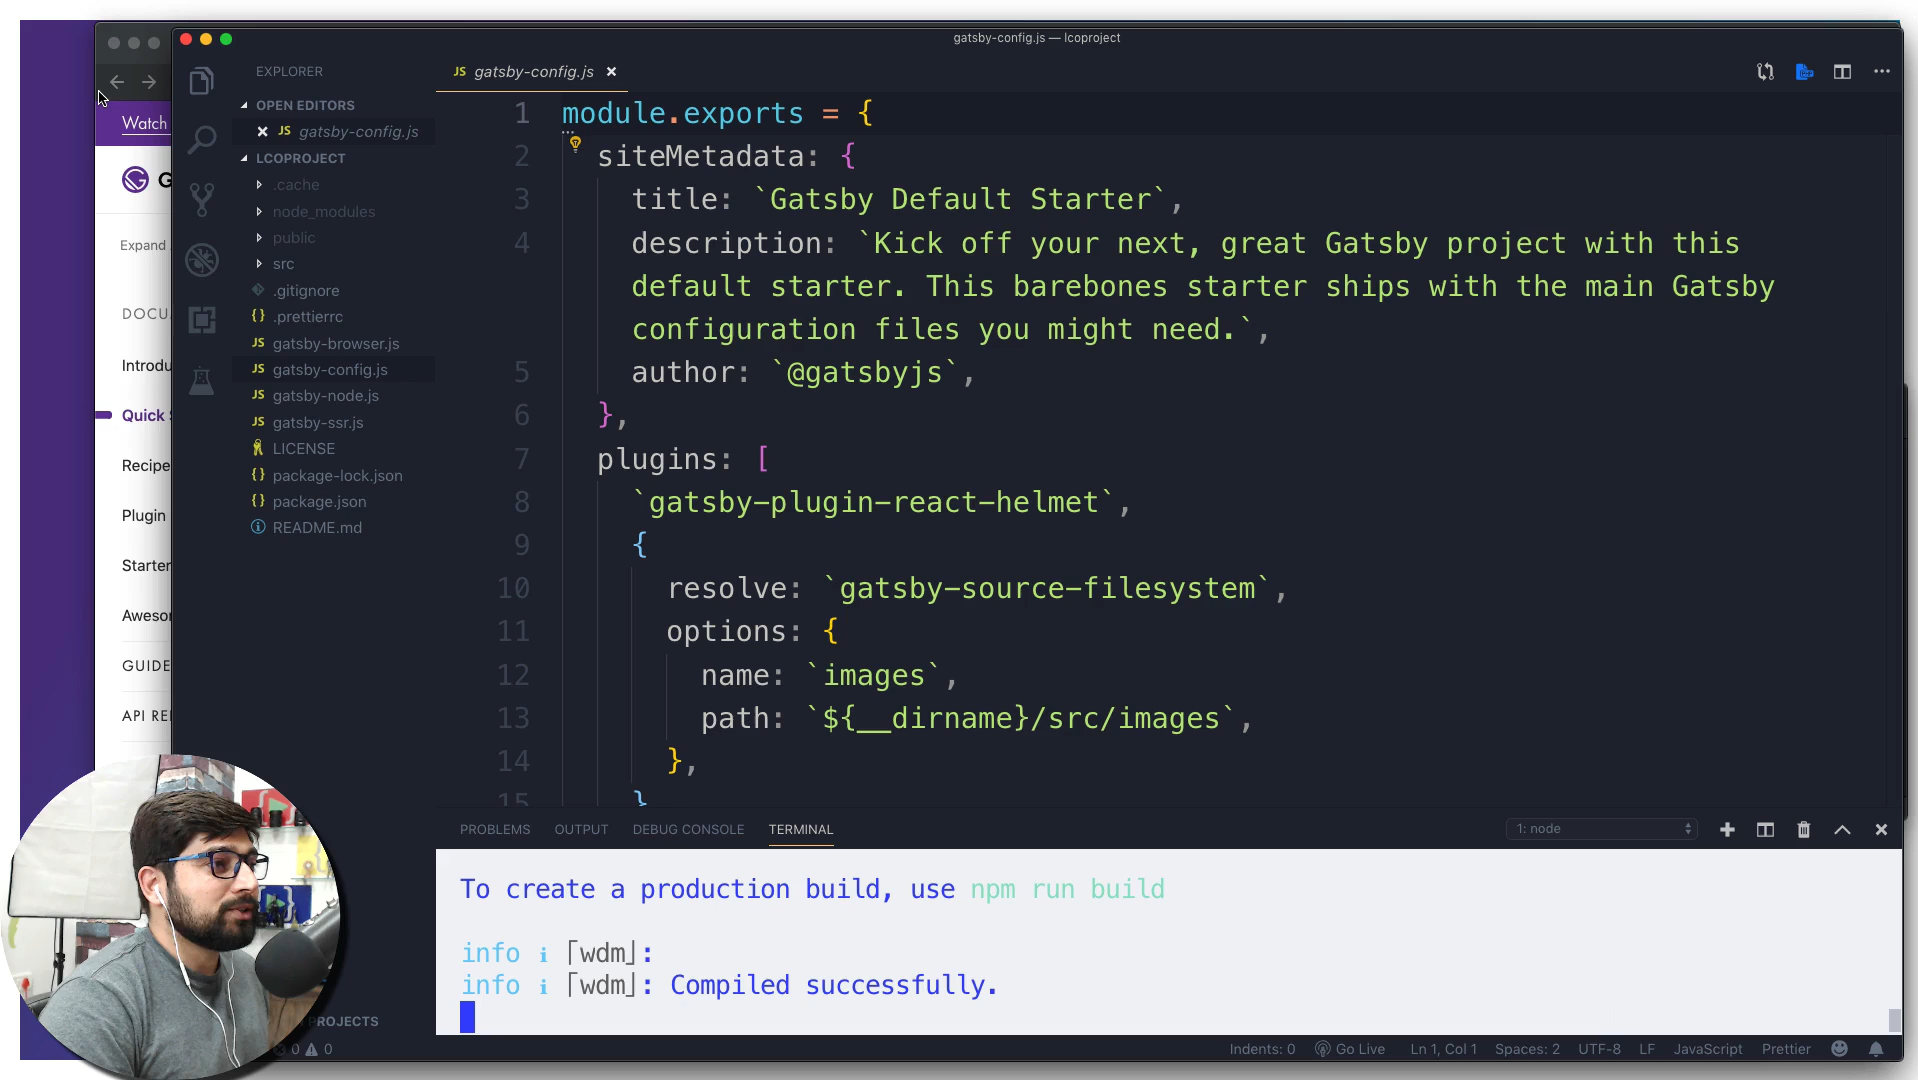 gatsby-config.js — lcoproject
Watch
G
Expand
DOCU
Introdu
Quick
Recipe
Plugin
Starter
Aweso
GUIDE
API RE
EXPLORER
OPEN EDITORS
JS gatsby-config.js
LCOPROJECT
.cache
node_modules
public
src
.gitignore
{} .prettierrc
JS gatsby-browser.js
JS gatsby-config.js
JS gatsby-node.js
JS gatsby-ssr.js
LICENSE
{} package-lock.json
{} package.json
README.md
ROJECTS
0 0
JS gatsby-config.js
1 module.exports = {
2 siteMetadata: {
3 title: `Gatsby Default Starter`,
4 description: `Kick off your next, great Gatsby project with this
default starter. This barebones starter ships with the main Gatsby
configuration files you might need.`,
5 author: `@gatsbyjs`,
6 },
7 plugins: [
8 `gatsby-plugin-react-helmet`,
9 {
10 resolve: `gatsby-source-filesystem`,
11 options: {
12 name: `images`,
13 path: `${__dirname}/src/images`,
14 },
15 }
PROBLEMS OUTPUT DEBUG CONSOLE TERMINAL 1: node
To create a production build, use npm run build
info ℹ ｢wdm｣:
info ℹ ｢wdm｣: Compiled successfully.
Indents: 0 Go Live Ln 1, Col 1 Spaces: 2 UTF-8 LF JavaScript Prettier